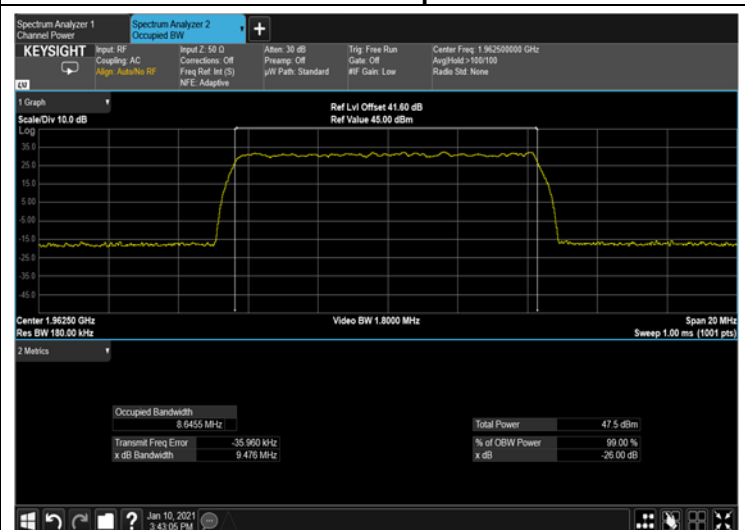 Spectrum Analyzer 1
Channel Power
Spectrum Analyzer 2
Occupied BW
+
KEYSIGHT
Input: RF
Coupling: AC
Align: Auto/No RF
Input Z: 50 Ω
Corrections: Off
Freq Ref: Int (S)
NFE: Adaptive
Atten: 30 dB
Preamp: Off
µW Path: Standard
Trig: Free Run
Gate: Off
#IF Gain: Low
Center Freq: 1.962500000 GHz
Avg|Hold:>100/100
Radio Std: None
1 Graph
Scale/Div 10.0 dB
Ref Lvl Offset 41.60 dB
Ref Value 45.00 dBm
Log
35.0
25.0
15.0
5.00
-5.00
-15.0
-25.0
-35.0
-45.0
Center 1.96250 GHz
Video BW 1.8000 MHz
Span 20 MHz
Res BW 180.00 kHz
Sweep 1.00 ms (1001 pts)
2 Metrics
Occupied Bandwidth
8.6455 MHz
Total Power 47.5 dBm
Transmit Freq Error -35.960 kHz
% of OBW Power 99.00 %
x dB Bandwidth 9.476 MHz
x dB -26.00 dB
?
Jan 10, 2021
3:43:05 PM